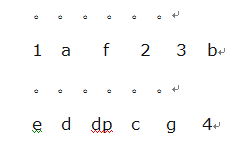 。 。 。 。 。 。↵
1 a f 2 3 b↵
。 。 。 。 。 。↵
e d dp c g 4↵